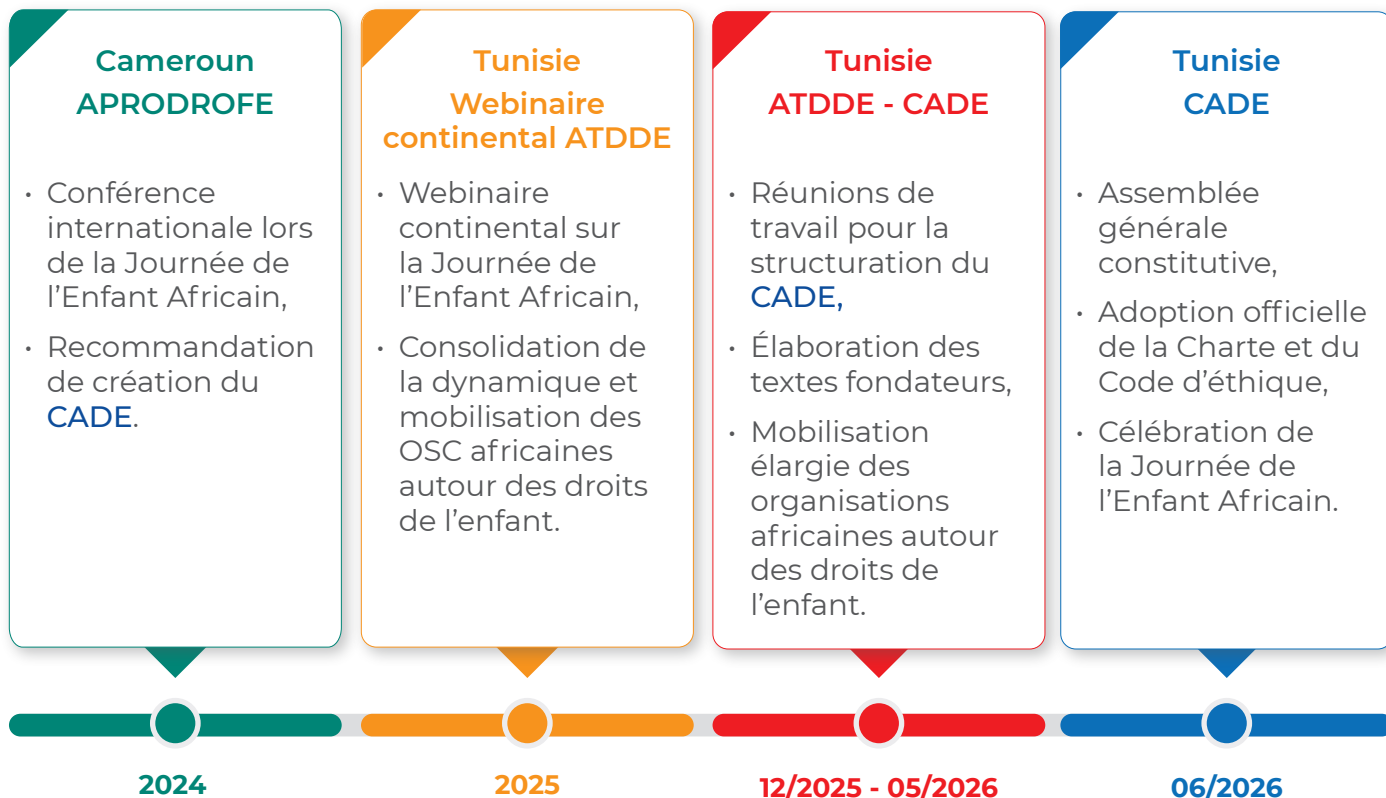 Cameroun
APRODROFE
• Conférence
internationale lors
de la Journée de
l’Enfant Africain,
• Recommandation
de création du
CADE.
2024
Tunisie
Webinaire
continental ATDDE
• Webinaire
continental sur
la Journée de
l’Enfant Africain,
• Consolidation de
la dynamique et
mobilisation des
OSC africaines
autour des droits
de l’enfant.
2025
Tunisie
ATDDE - CADE
• Réunions de
travail pour la
structuration du
CADE,
• Élaboration des
textes fondateurs,
• Mobilisation
élargie des
organisations
africaines autour
des droits de
l’enfant.
12/2025 - 05/2026
Tunisie
CADE
• Assemblée
générale
constitutive,
• Adoption officielle
de la Charte et du
Code d’éthique,
• Célébration de
la Journée de
l’Enfant Africain.
06/2026